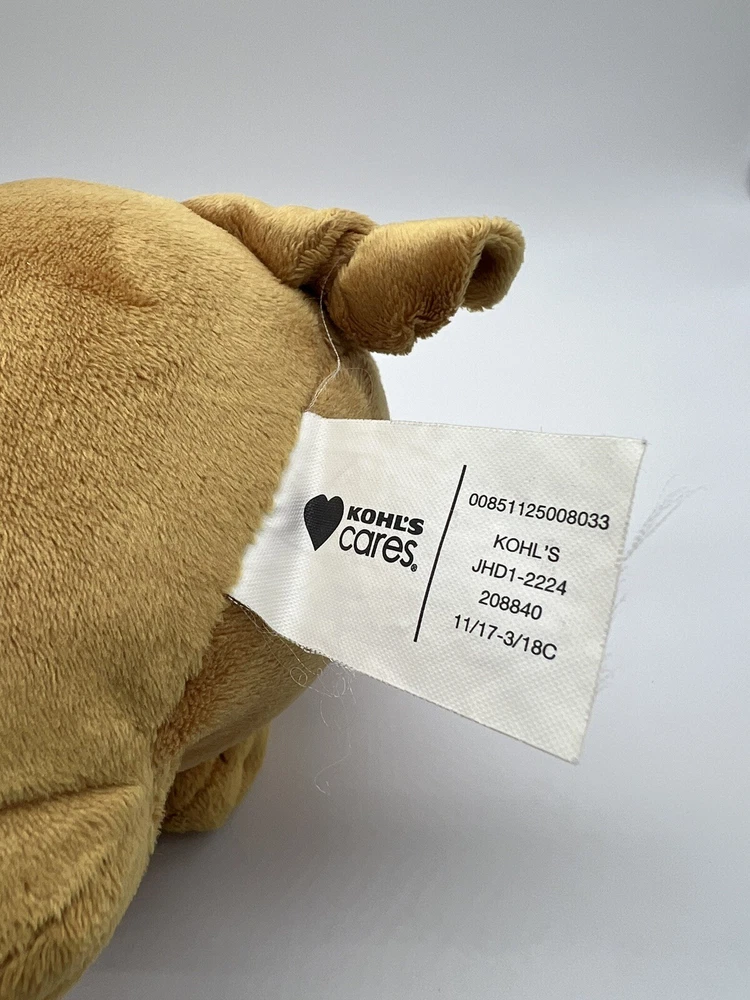 KOHL'S
cares®
00851125008033
KOHL'S
JHD1-2224
208840
11/17-3/18C